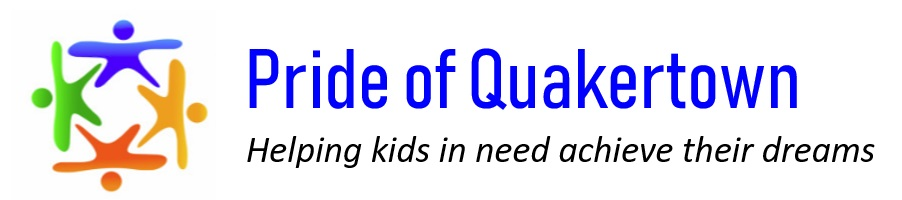 Pride of Quakertown
Helping kids in need achieve their dreams